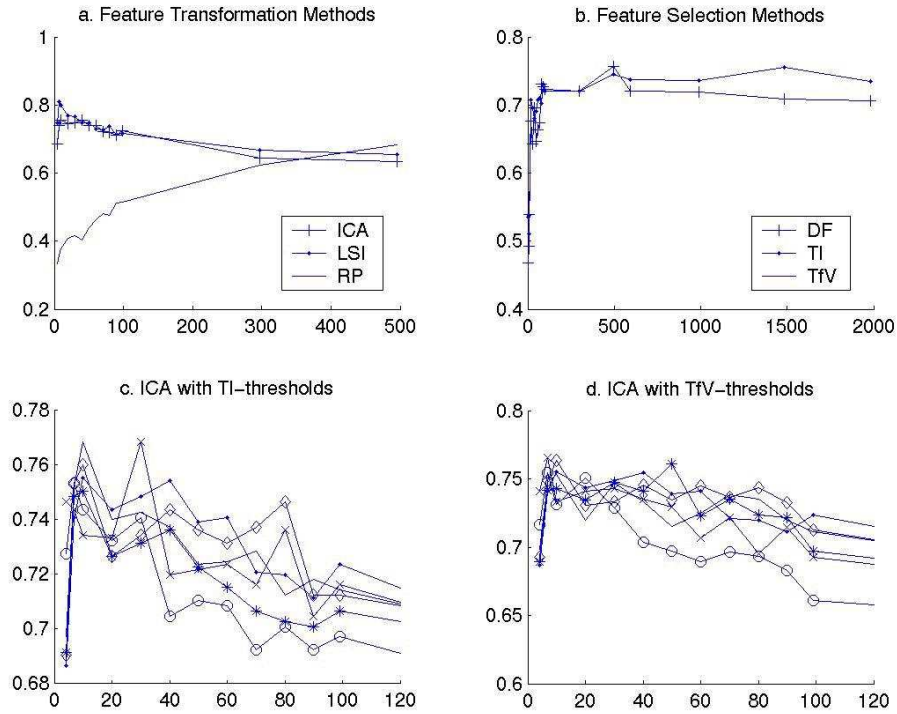 a. Feature Transformation Methods
1
0.8
0.6
0.4
0.2
0 100 200 300 400 500
ICA
LSI
RP
b. Feature Selection Methods
0.8
0.7
0.6
0.5
0.4
0 500 1000 1500 2000
DF
TI
TfV
c. ICA with TI−thresholds
0.78
0.76
0.74
0.72
0.7
0.68
0 20 40 60 80 100 120
d. ICA with TfV−thresholds
0.8
0.75
0.7
0.65
0.6
0 20 40 60 80 100 120